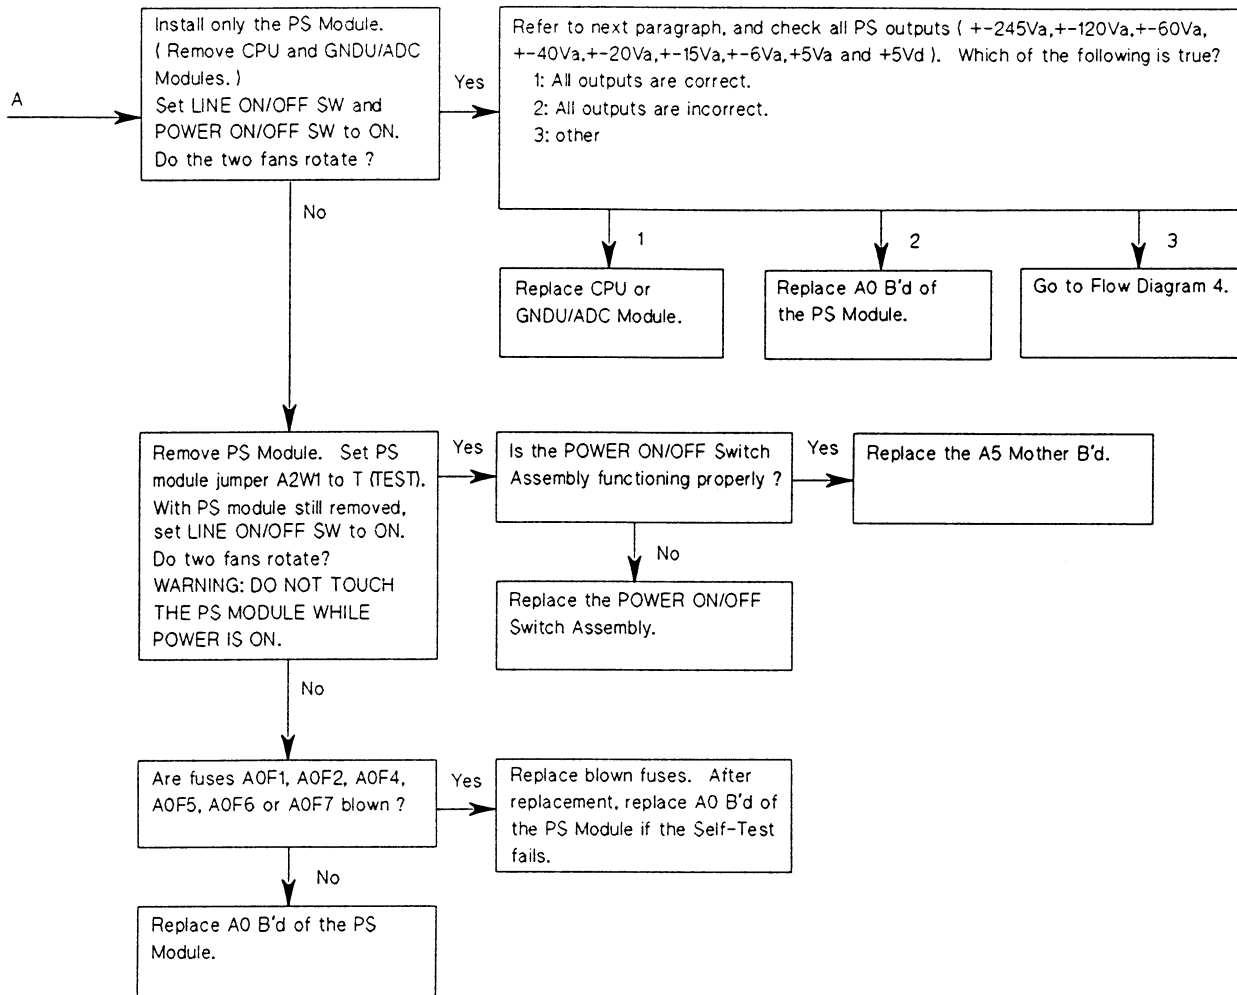 A
Install only the PS Module.
( Remove CPU and GNDU/ADC
Modules. )
Set LINE ON/OFF SW and
POWER ON/OFF SW to ON.
Do the two fans rotate ?
Yes
Refer to next paragraph, and check all PS outputs ( +-245Va,+-120Va,+-60Va,
+-40Va,+-20Va,+-15Va,+-6Va,+5Va and +5Vd ). Which of the following is true?
1: All outputs are correct.
2: All outputs are incorrect.
3: other
No
1
2
3
Replace CPU or
GNDU/ADC Module.
Replace A0 B'd of
the PS Module.
Go to Flow Diagram 4.
Remove PS Module. Set PS
module jumper A2W1 to T (TEST).
With PS module still removed,
set LINE ON/OFF SW to ON.
Do two fans rotate?
WARNING: DO NOT TOUCH
THE PS MODULE WHILE
POWER IS ON.
Yes
Is the POWER ON/OFF Switch
Assembly functioning properly ?
Yes
Replace the A5 Mother B'd.
No
Replace the POWER ON/OFF
Switch Assembly.
No
Are fuses A0F1, A0F2, A0F4,
A0F5, A0F6 or A0F7 blown ?
Yes
Replace blown fuses. After
replacement, replace A0 B'd of
the PS Module if the Self-Test
fails.
No
Replace A0 B'd of the PS
Module.